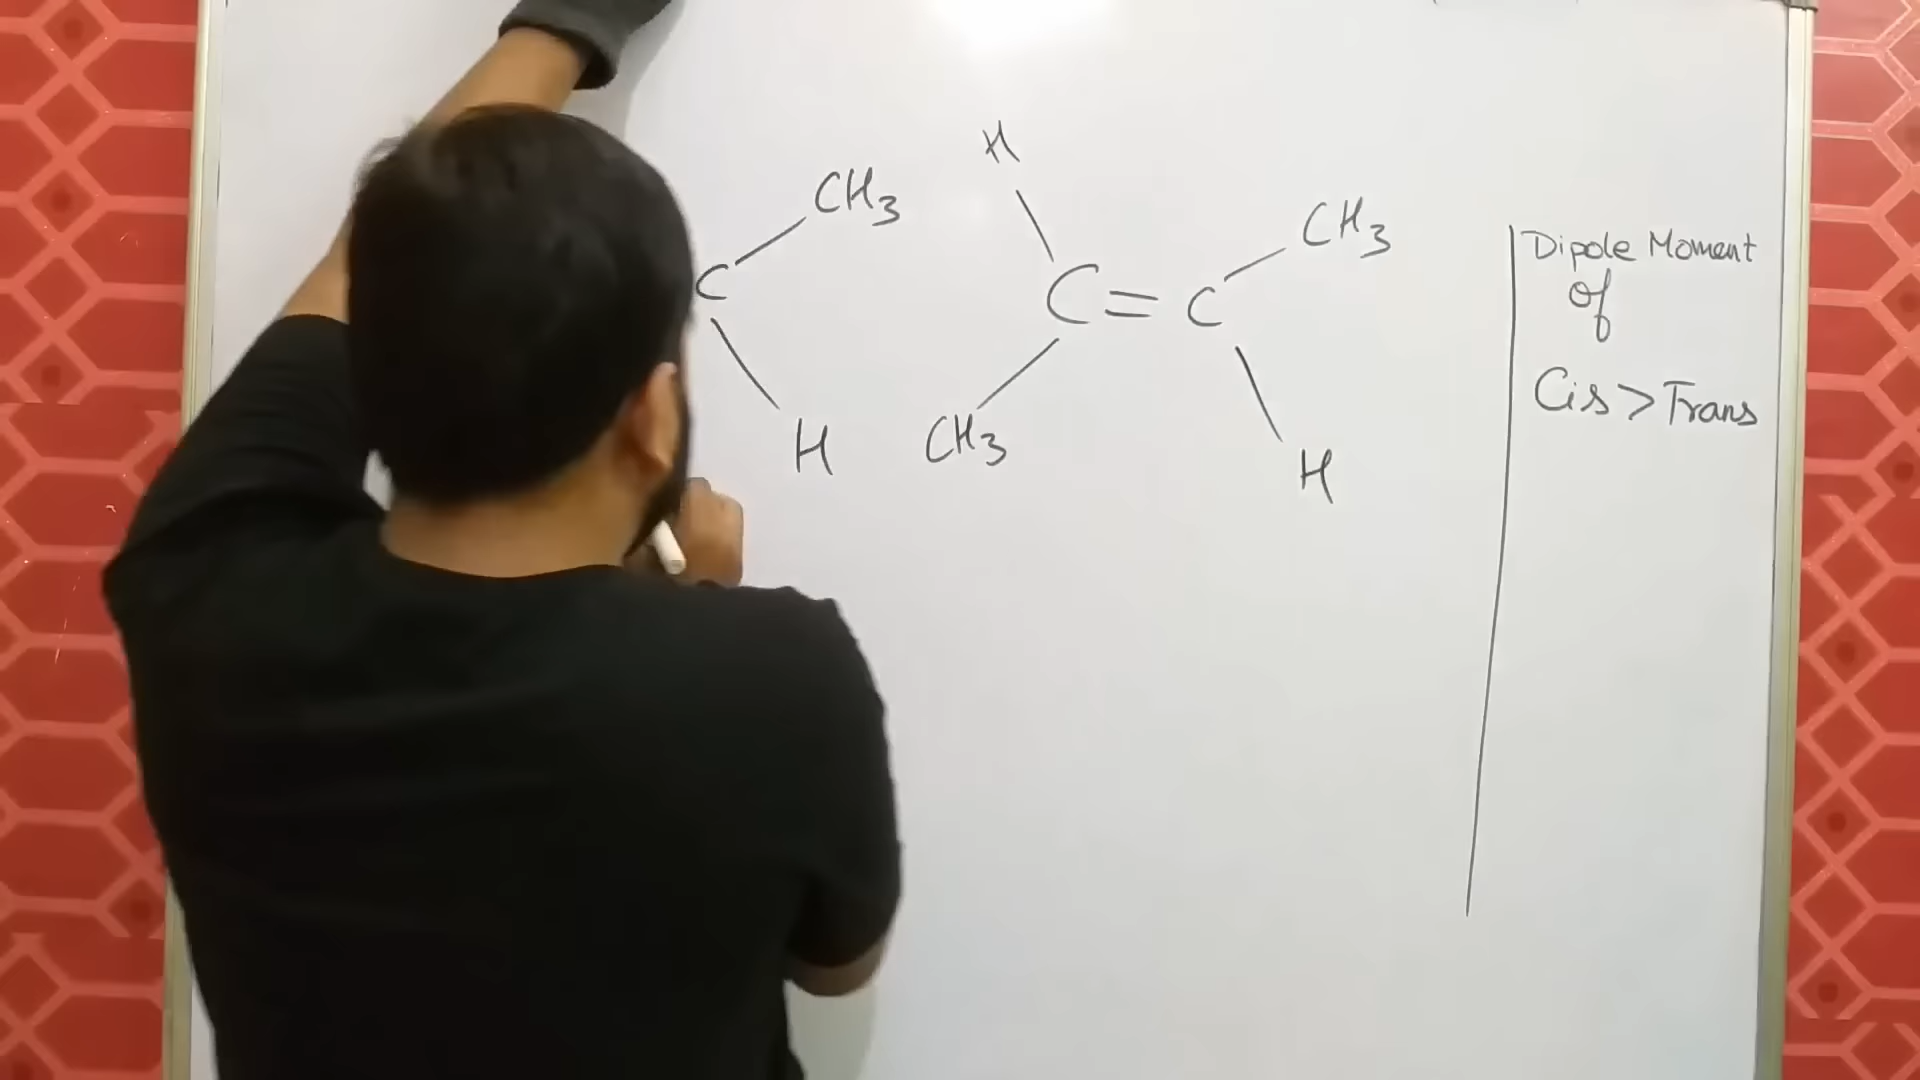 H
CH3
CH3
C
C=C
H
CH3
H
Dipole Moment
of
Cis > Trans